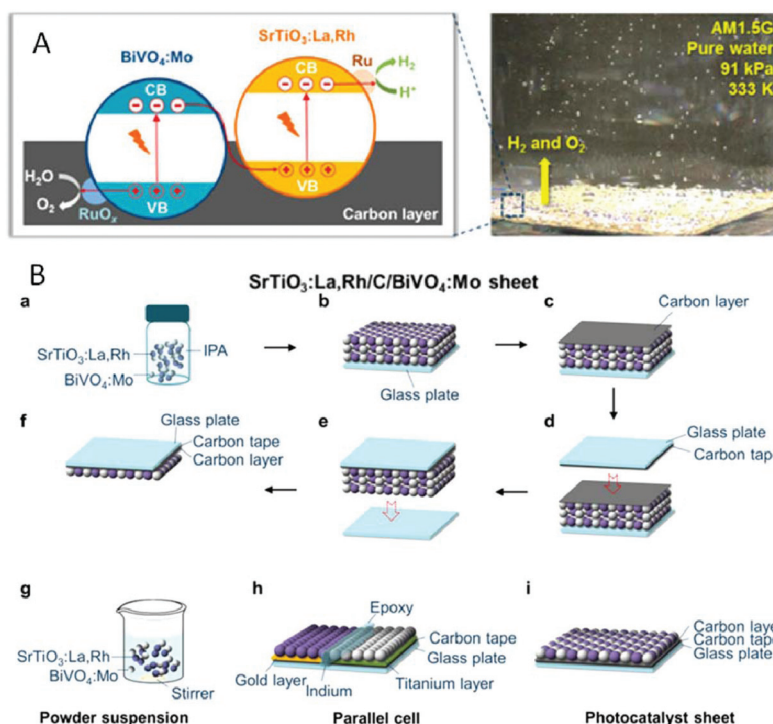 A
BiVO₄:Mo
SrTiO₃:La,Rh
CB
CB
Ru
H₂
H⁺
H₂O
O₂
RuOₓ
VB
VB
Carbon layer
AM1.5G
Pure water
91 kPa
333 K
H₂ and O₂
B
SrTiO₃:La,Rh/C/BiVO₄:Mo sheet
a
SrTiO₃:La,Rh
BiVO₄:Mo
IPA
b
Glass plate
c
Carbon layer
f
Glass plate
Carbon tape
Carbon layer
e
d
Glass plate
Carbon tap
g
SrTiO₃:La,Rh
BiVO₄:Mo
Stirrer
Powder suspension
h
Epoxy
Carbon tape
Glass plate
Gold layer
Indium
Titanium layer
Parallel cell
i
Carbon laye
Carbon tape
Glass plate
Photocatalyst sheet